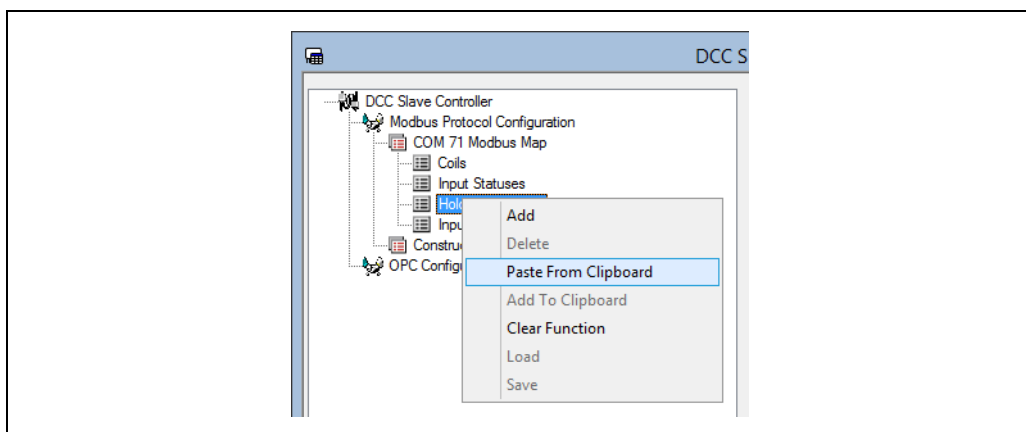 DCC S
DCC Slave Controller
Modbus Protocol Configuration
COM 71 Modbus Map
Coils
Input Statuses
Add
Delete
OPC
Paste From Clipboard
Add To Clipboard
Clear Function
Load
Save